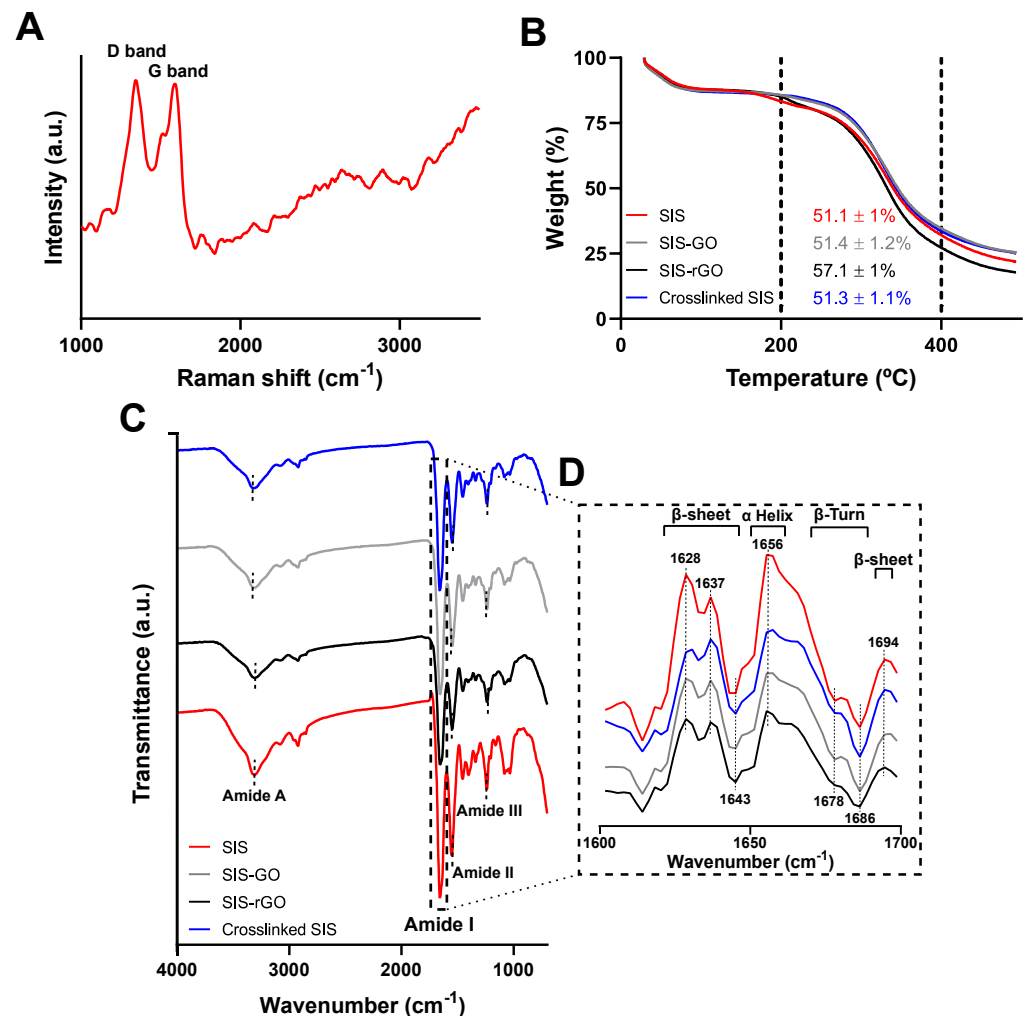 A
D band
G band
Intensity (a.u.)
1000
2000
3000
Raman shift (cm-1)
B
100
75
50
25
0
Weight (%)
SIS 51.1 ± 1%
SIS-GO 51.4 ± 1.2%
SIS-rGO 57.1 ± 1%
Crosslinked SIS 51.3 ± 1.1%
0
200
400
Temperature (ºC)
C
Transmittance (a.u.)
Amide A
Amide III
Amide II
Amide I
SIS
SIS-GO
SIS-rGO
Crosslinked SIS
4000
3000
2000
1000
Wavenumber (cm-1)
D
β-sheet
α Helix
β-Turn
β-sheet
1628
1637
1656
1694
1643
1678
1686
1600
1650
1700
Wavenumber (cm-1)